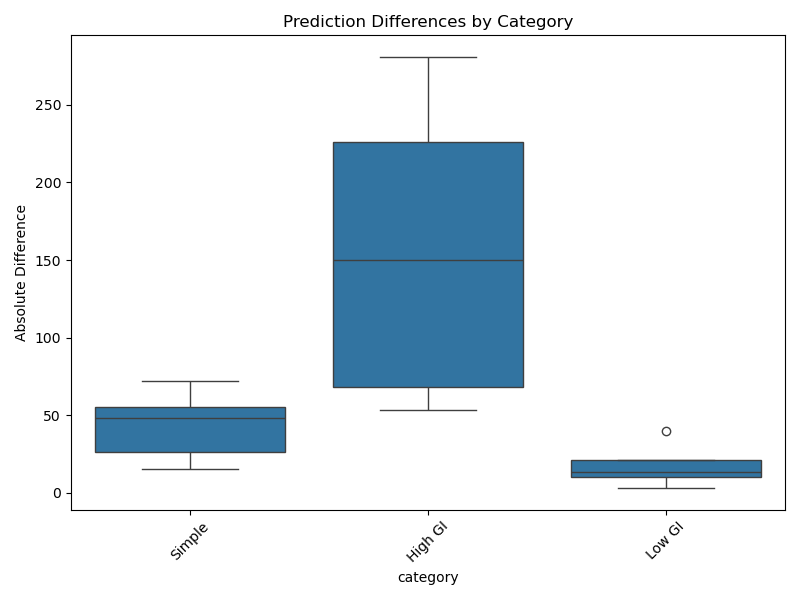 Prediction Differences by Category
Absolute Difference
250
200
150
100
50
0
Simple
High GI
Low GI
category